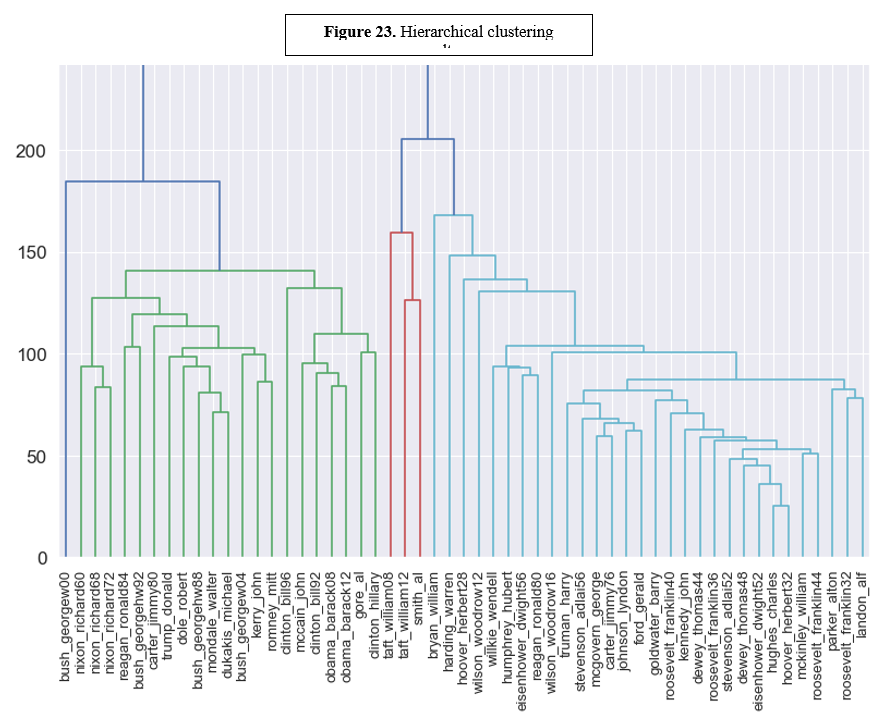 Figure 23. Hierarchical clustering
200
150
100
50
0
bush_georgew00
nixon_richard60
nixon_richard68
nixon_richard72
reagan_ronald84
bush_georgehw92
carter_jimmy80
trump_donald
dole_robert
bush_georgehw88
mondale_walter
dukakis_michael
bush_georgew04
kerry_john
romney_mitt
clinton_bill96
mccain_john
clinton_bill92
obama_barack08
obama_barack12
gore_al
clinton_hillary
taft_william08
taft_william12
smith_al
bryan_william
harding_warren
hoover_herbert28
wilson_woodrow12
willkie_wendell
humphrey_hubert
eisenhower_dwight56
reagan_ronald80
wilson_woodrow16
truman_harry
stevenson_adlai56
mcgovern_george
carter_jimmy76
johnson_lyndon
ford_gerald
goldwater_barry
roosevelt_franklin40
kennedy_john
dewey_thomas44
roosevelt_franklin36
stevenson_adlai52
dewey_thomas48
eisenhower_dwight52
hughes_charles
hoover_herbert32
mckinley_william
roosevelt_franklin44
parker_alton
roosevelt_franklin32
landon_alf